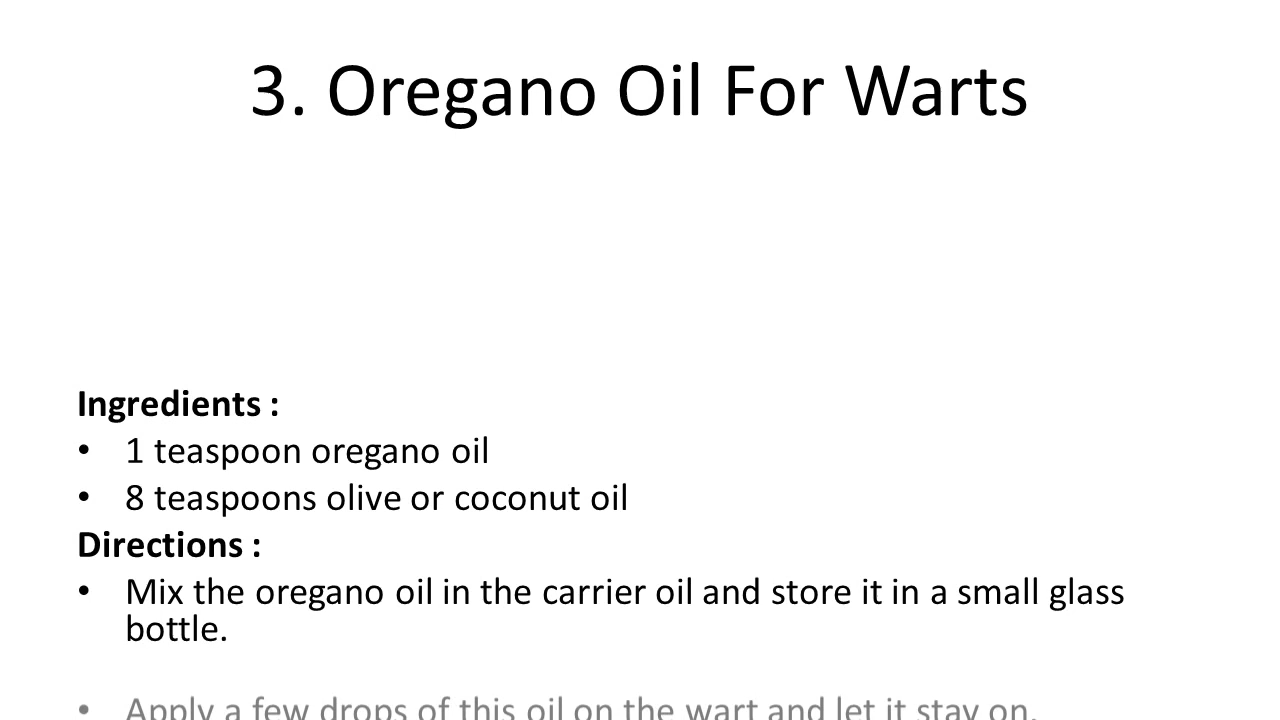 3. Oregano Oil For Warts
Ingredients :
• 1 teaspoon oregano oil
• 8 teaspoons olive or coconut oil
Directions :
• Mix the oregano oil in the carrier oil and store it in a small glass
bottle.
• Apply a few drops of this oil on the wart and let it stay on.